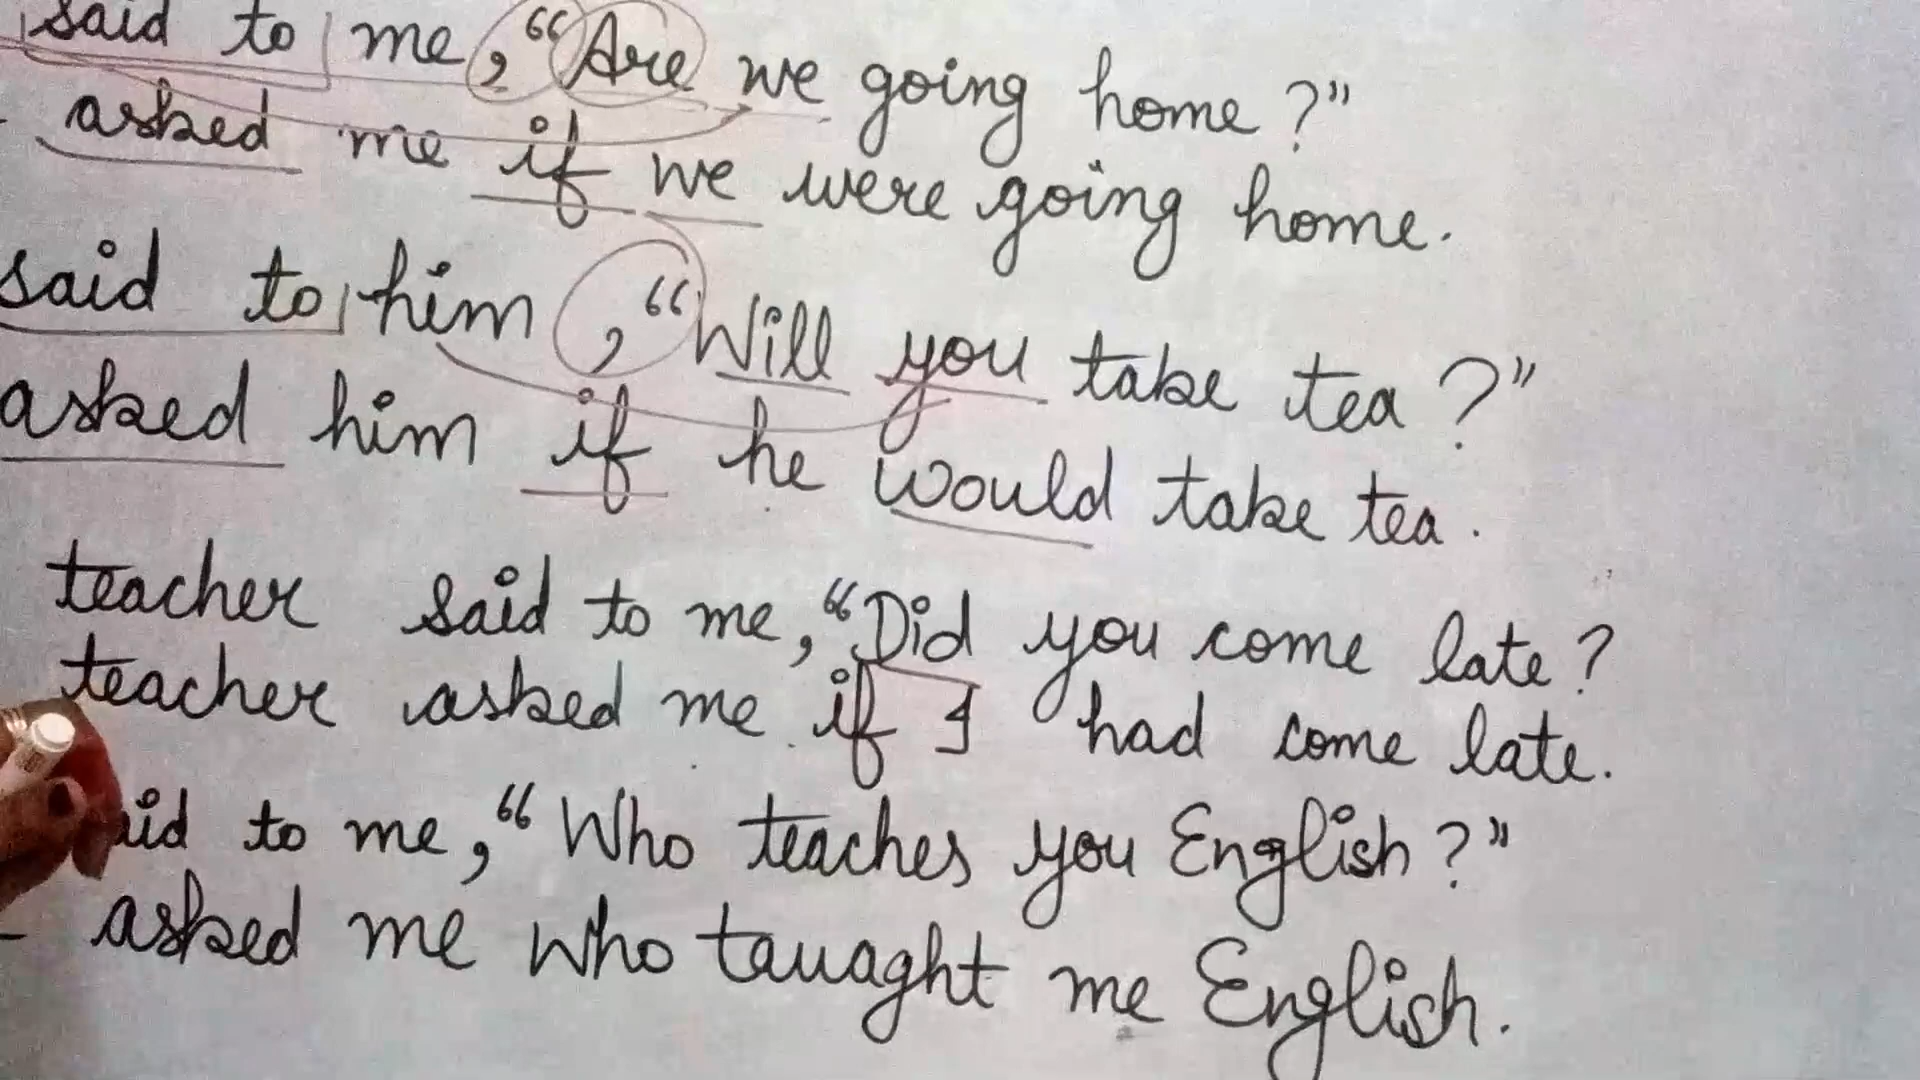 said to me, "Are we going home?"
- asked me if we were going home.
said to him, "Will you take tea?"
asked him if he would take tea.
teacher said to me, "Did you come late?
teacher asked me if I had come late.
aid to me, "Who teaches you English?"
- asked me who tauaght me English.